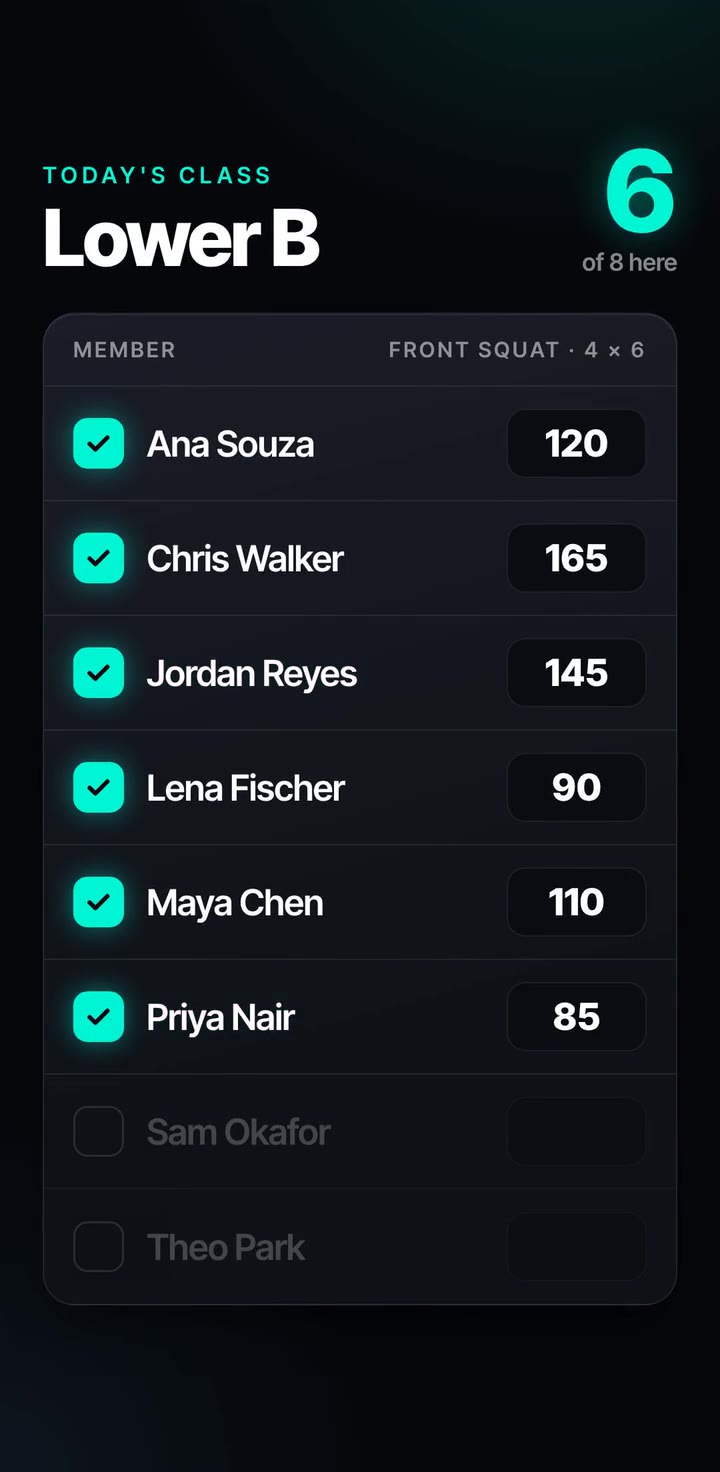 TODAY'S CLASS
Lower B
6
of 8 here
MEMBER FRONT SQUAT · 4 × 6
Ana Souza 120
Chris Walker 165
Jordan Reyes 145
Lena Fischer 90
Maya Chen 110
Priya Nair 85
Sam Okafor
Theo Park